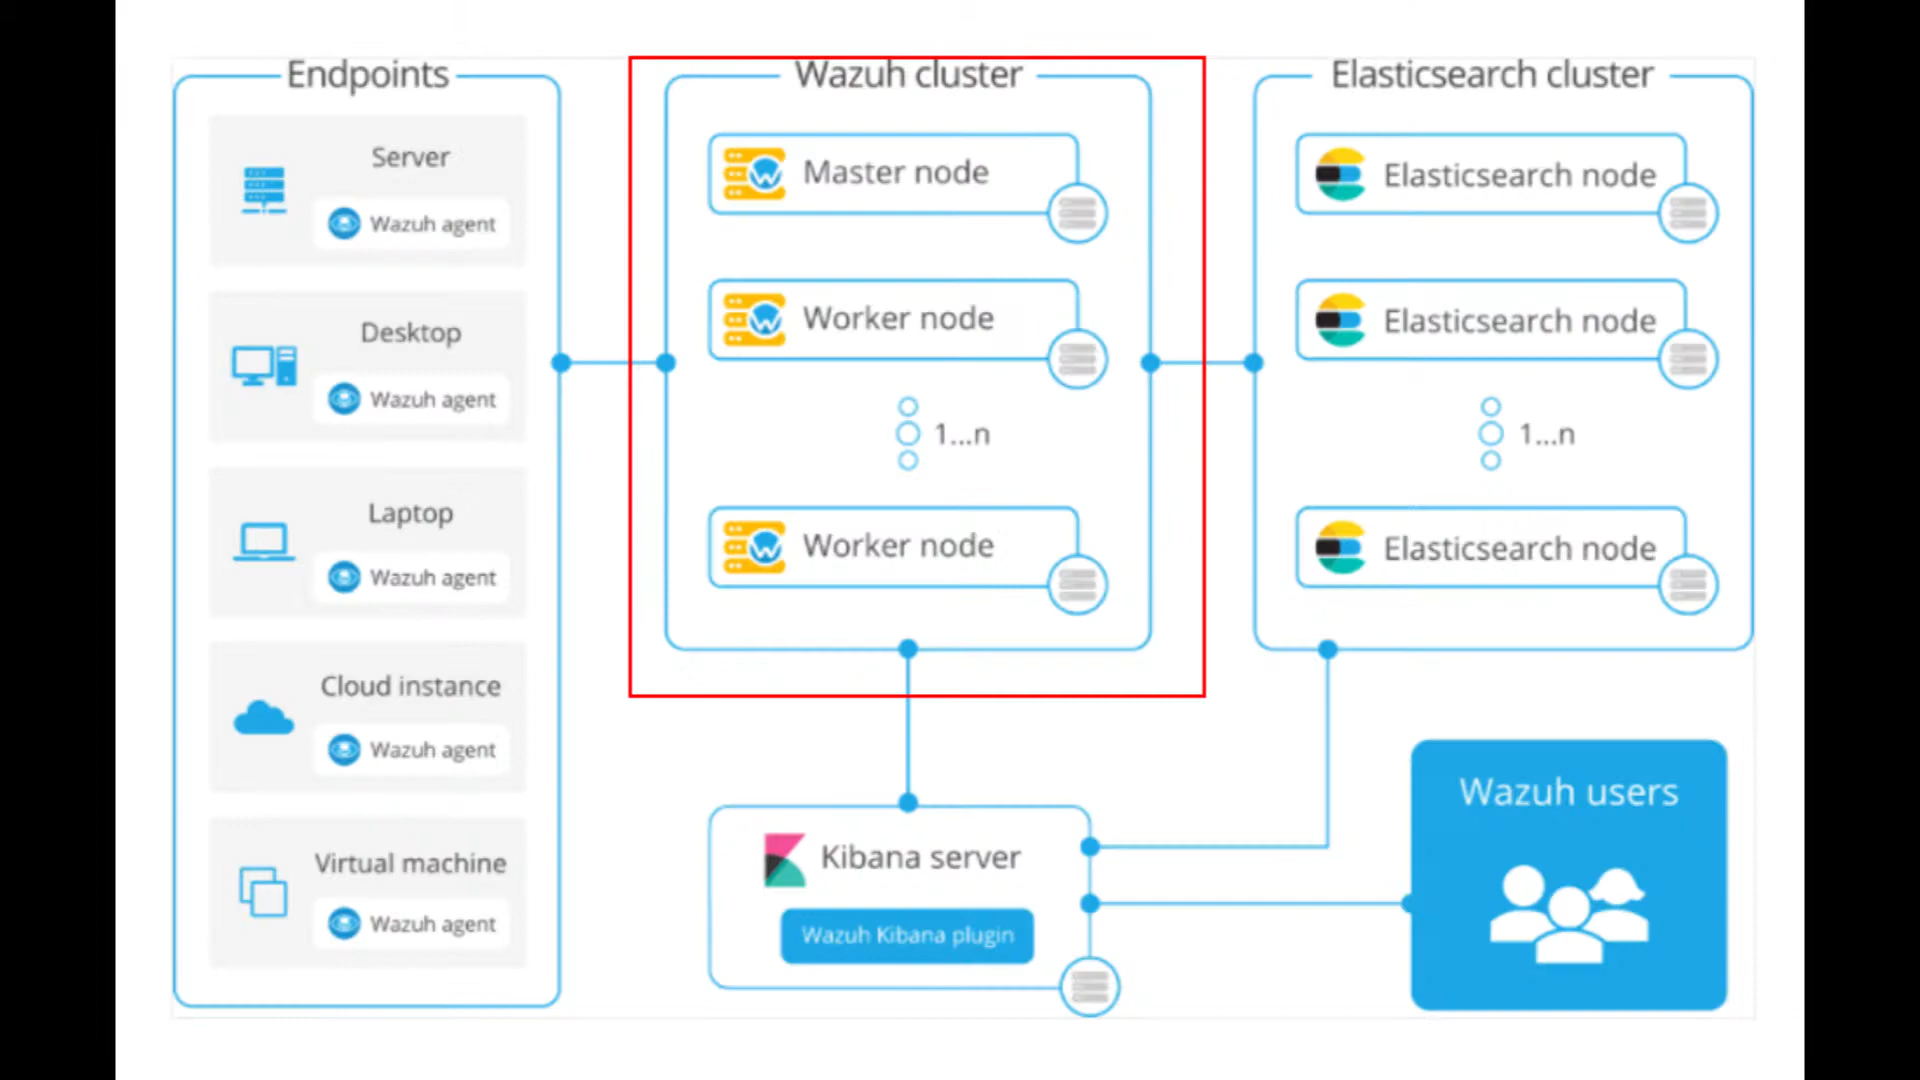 Endpoints
Server
Wazuh agent
Desktop
Wazuh agent
Laptop
Wazuh agent
Cloud instance
Wazuh agent
Virtual machine
Wazuh agent
Wazuh cluster
Master node
Worker node
1...n
Worker node
Elasticsearch cluster
Elasticsearch node
Elasticsearch node
1...n
Elasticsearch node
Kibana server
Wazuh Kibana plugin
Wazuh users